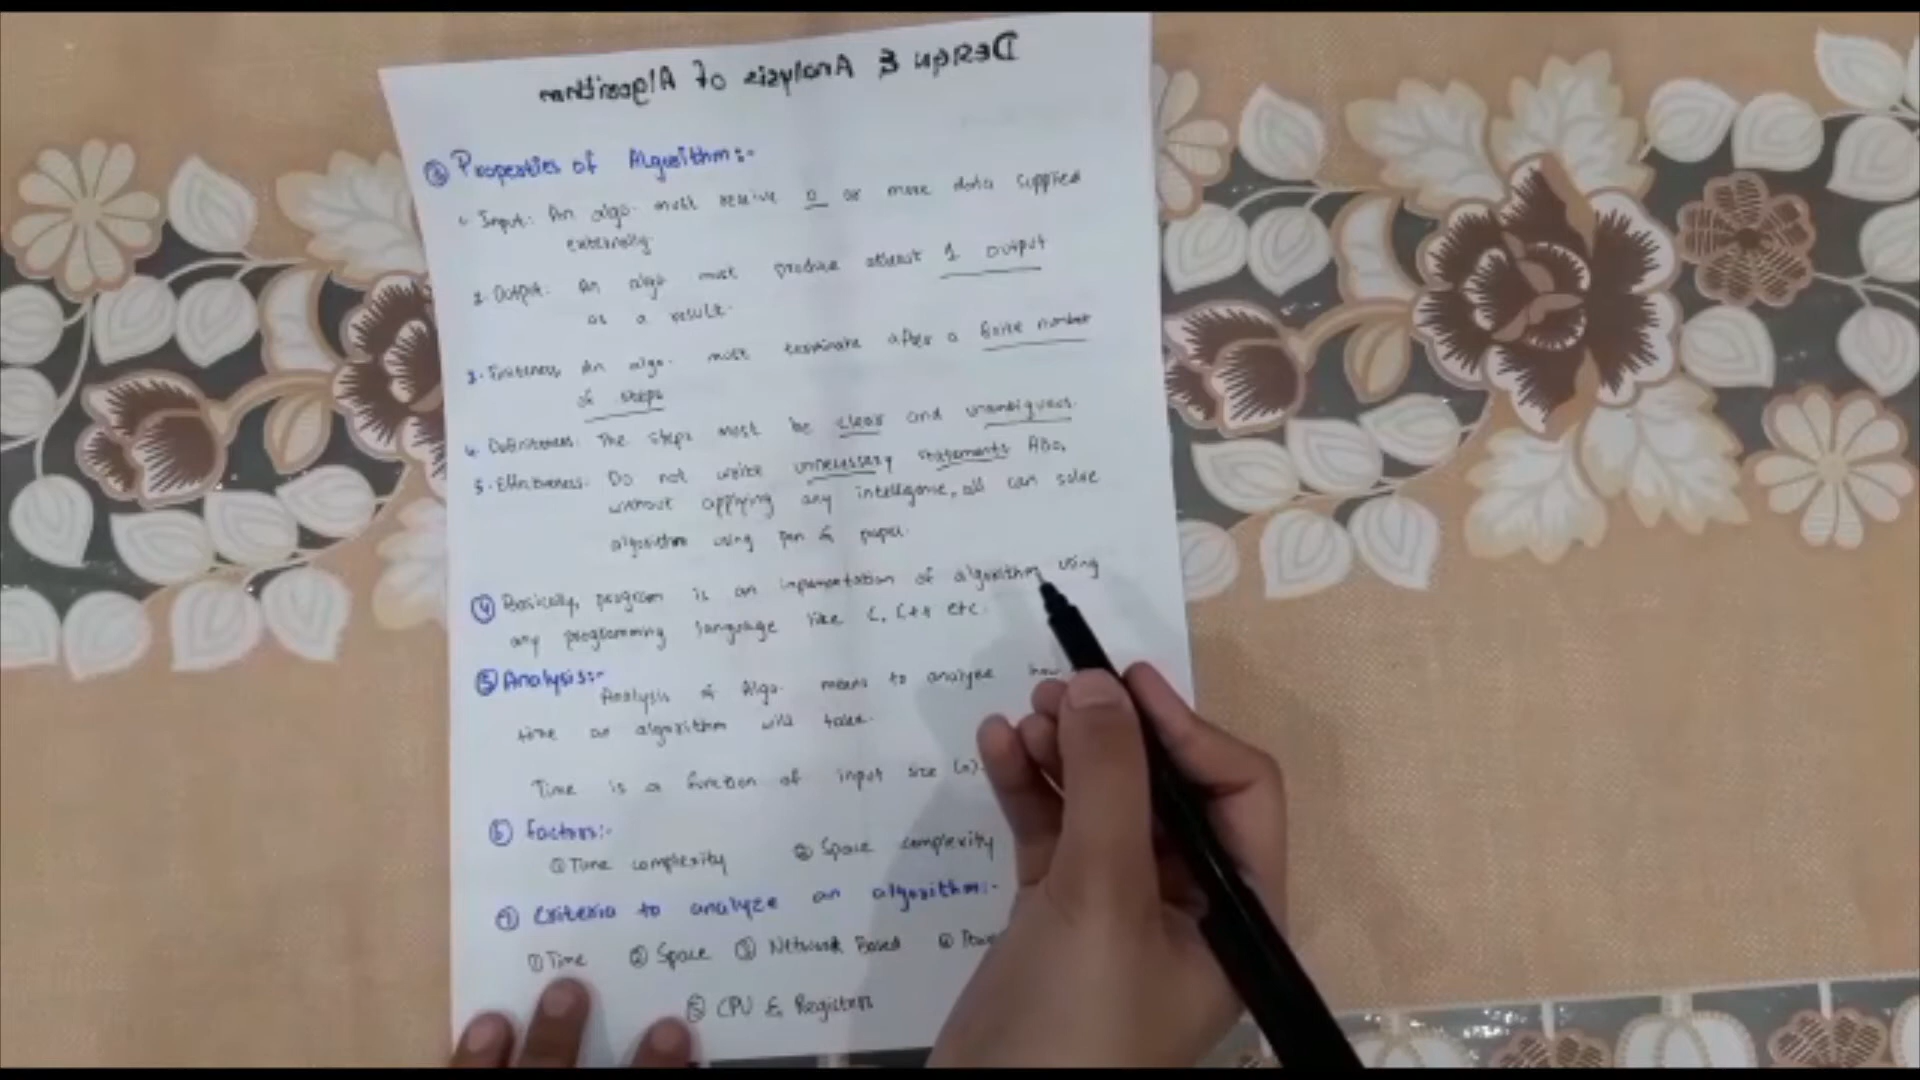 Design & Analysis of Algorithm
③ Properties of Algorithm:-
1. Input: An algo. must receive 0 or more data supplied
externally.
2. Output: An algo must produce atleast 1 output
as a result.
3. Finiteness: An algo. must terminate after a finite number
of steps
4. Definiteness: The steps must be clear and unambiguous.
5. Effectiveness: Do not write unnecessary statements Also,
without applying any intelligence, all can solve
algorithm using pen & paper.
④ Basically, program is an impementation of algorithm using
any programming language like C, C++ etc.
⑤ Analysis:-
Analysis of Algo. means to analyze how
time an algorithm will take.
Time is a function of input size (n).
⑥ Factors:-
① Time complexity ② Space complexity
⑦ Criteria to analyze an algorithm:-
① Time ② Space ③ Network Based ④
⑤ CPU & Registers